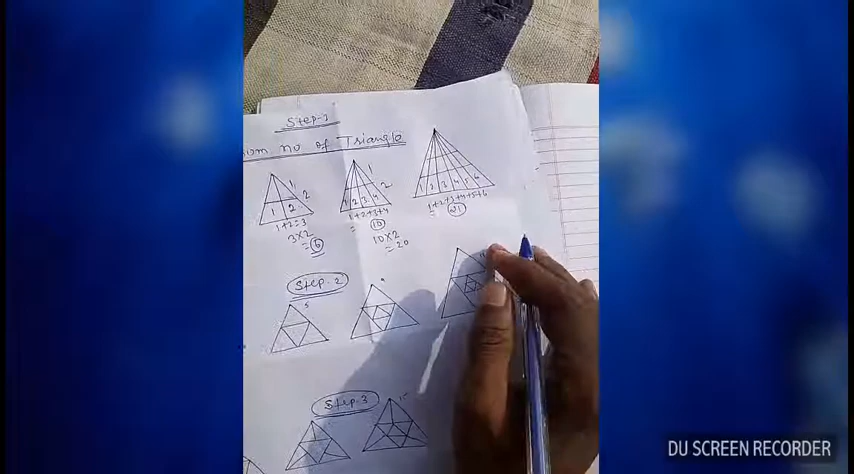 Step-1
no of Triangle
1
2
1 2
1+2=3
3×2
=6
1
2
1 2 3 4
1+2+3+4
= 10
10×2
=20
1 2 3 4 5 6
1+2+3+4+5+6
= 21
Step-2
5
Step-3
DU SCREEN RECORDER